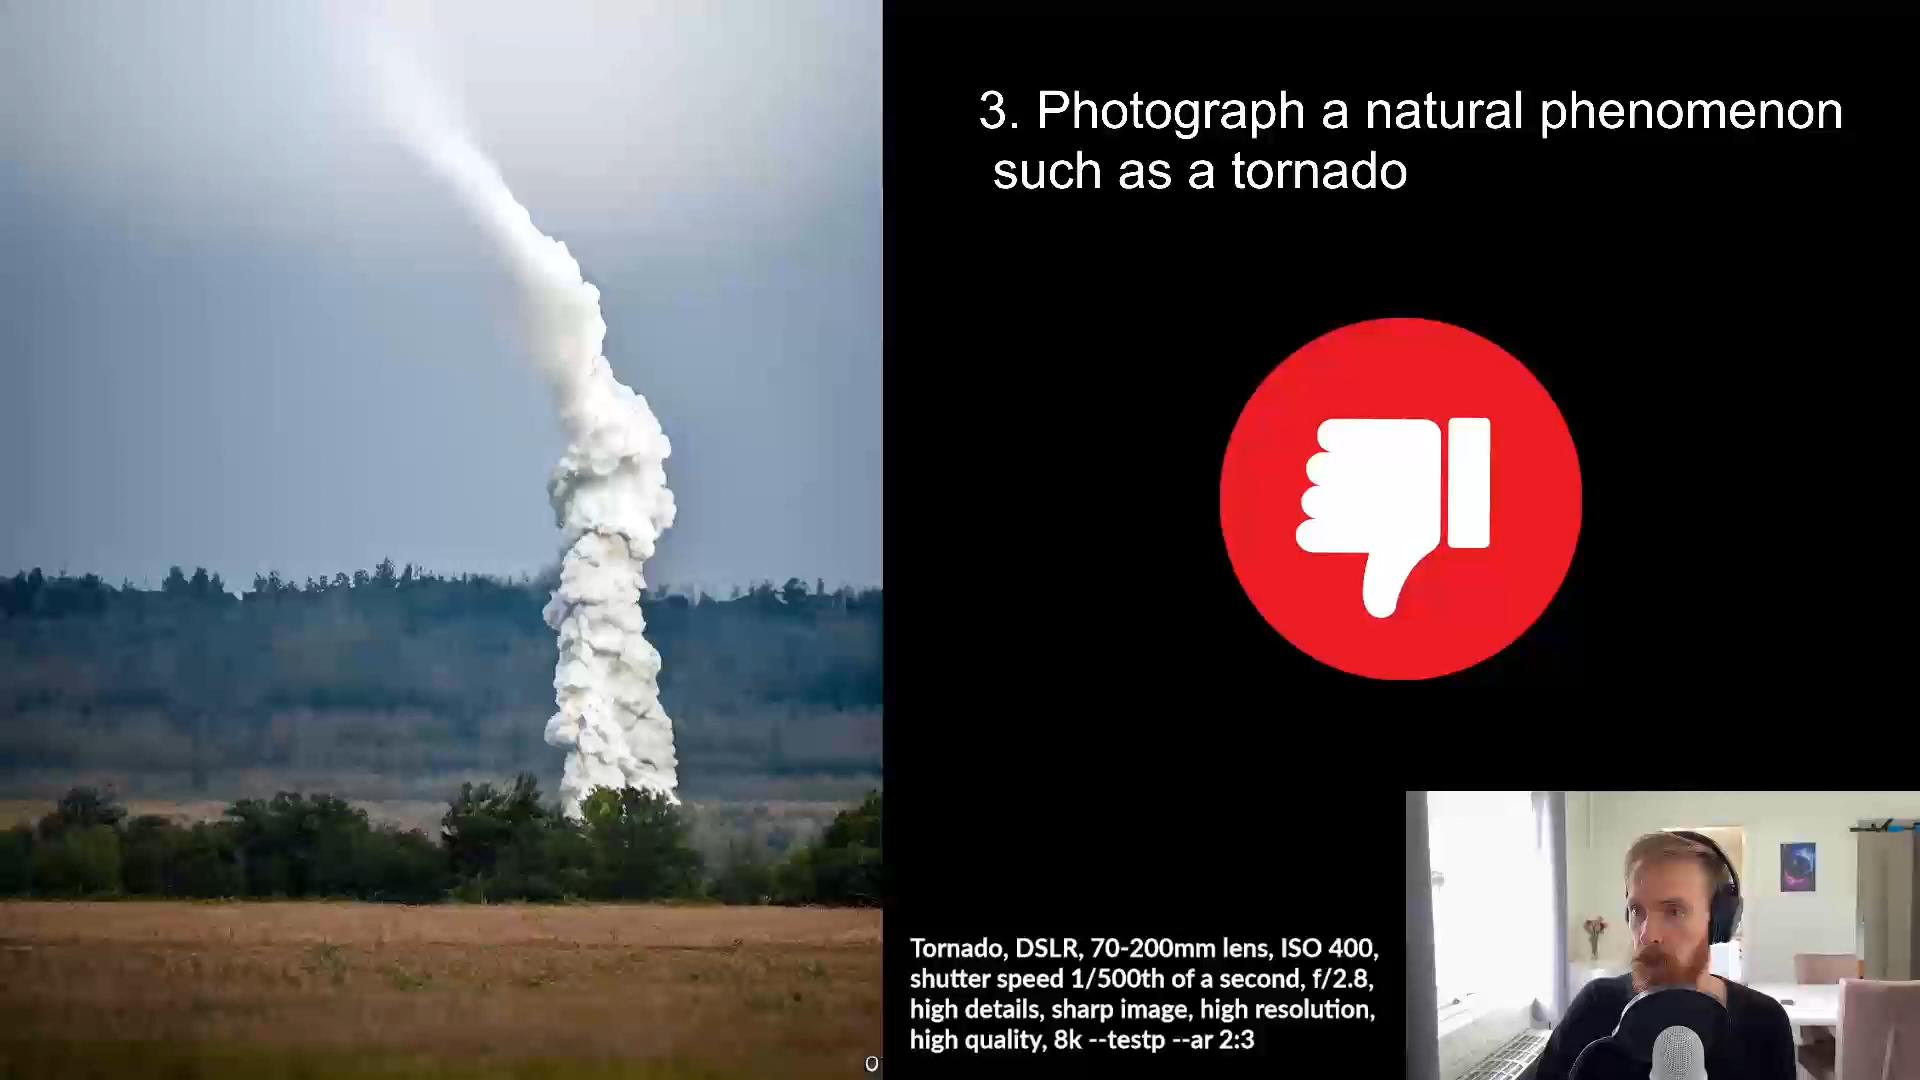 3. Photograph a natural phenomenon
such as a tornado
Tornado, DSLR, 70-200mm lens, ISO 400,
shutter speed 1/500th of a second, f/2.8,
high details, sharp image, high resolution,
high quality, 8k --testp --ar 2:3